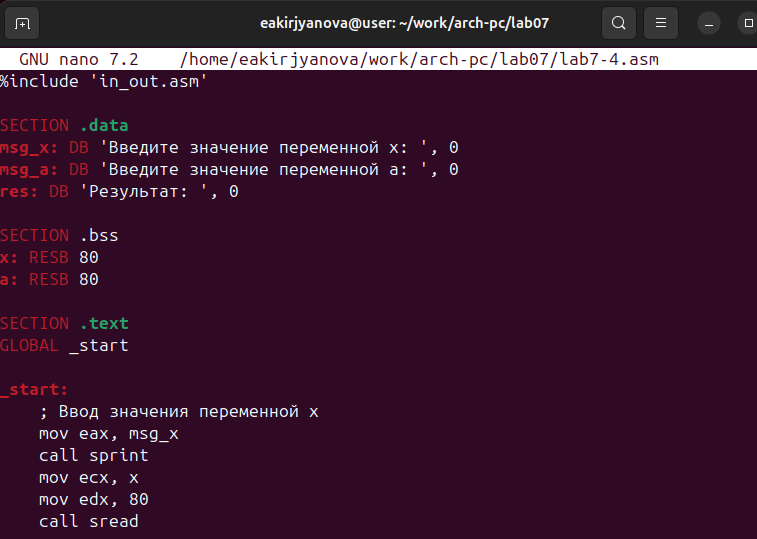 eakirjyanova@user: ~/work/arch-pc/lab07
GNU nano 7.2 /home/eakirjyanova/work/arch-pc/lab07/lab7-4.asm
%include 'in_out.asm'
SECTION .data
msg_x: DB 'Введите значение переменной x: ', 0
msg_a: DB 'Введите значение переменной a: ', 0
res: DB 'Результат: ', 0
SECTION .bss
x: RESB 80
a: RESB 80
SECTION .text
GLOBAL _start
_start:
; Ввод значения переменной x
mov eax, msg_x
call sprint
mov ecx, x
mov edx, 80
call sread